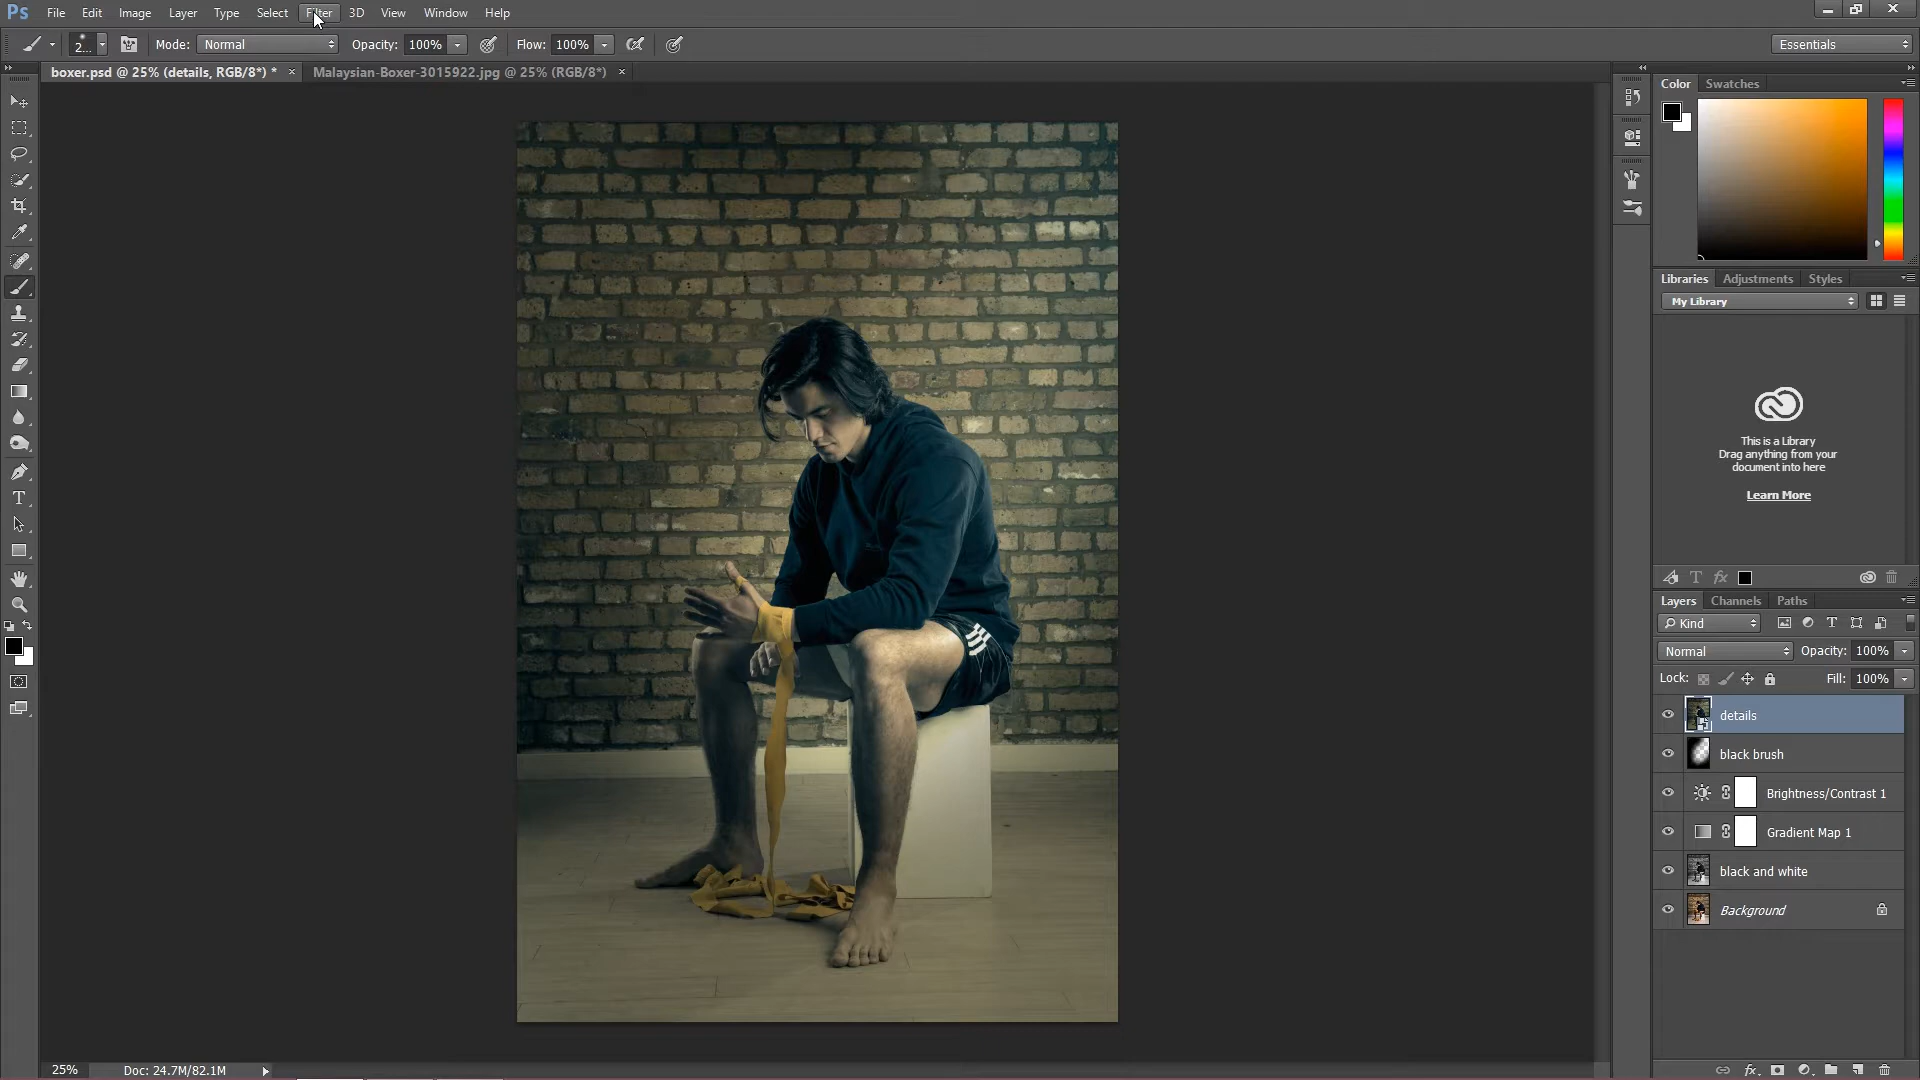 Ps File Edit Image Layer Type Select Filter 3D View Window Help
2... Mode: Normal Opacity: 100% Flow: 100% Essentials
boxer.psd @ 25% (details, RGB/8*) * × Malaysian-Boxer-3015922.jpg @ 25% (RGB/8*) ×
Color Swatches
Libraries Adjustments Styles
My Library
This is a Library
Drag anything from your
document into here
Learn More
T fx
Layers Channels Paths
Kind T
Normal Opacity: 100%
Lock: Fill: 100%
details
black brush
Brightness/Contrast 1
Gradient Map 1
black and white
Background
25% Doc: 24.7M/82.1M
fx